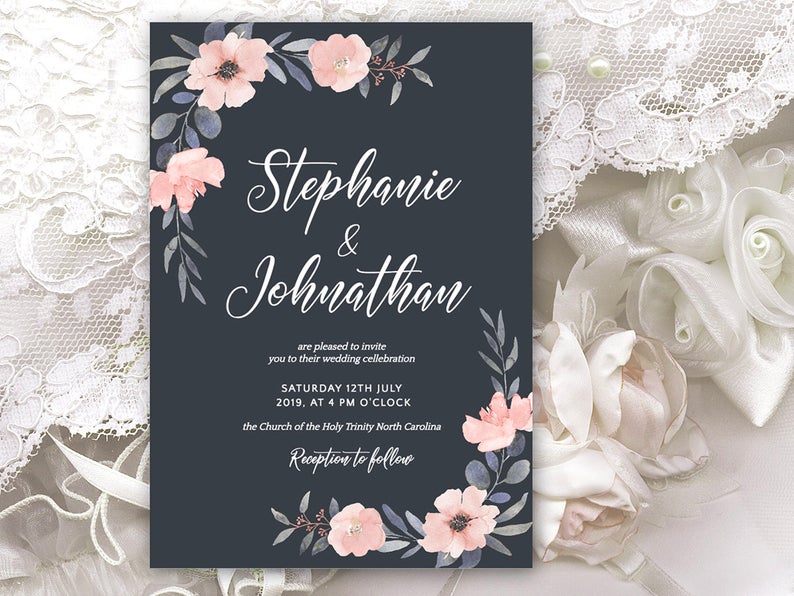 Stephanie
&
Johnathan
are pleased to invite
you to their wedding celebration
SATURDAY 12TH JULY
2019, AT 4 PM O'CLOCK
the Church of the Holy Trinity North Carolina
Reception to follow